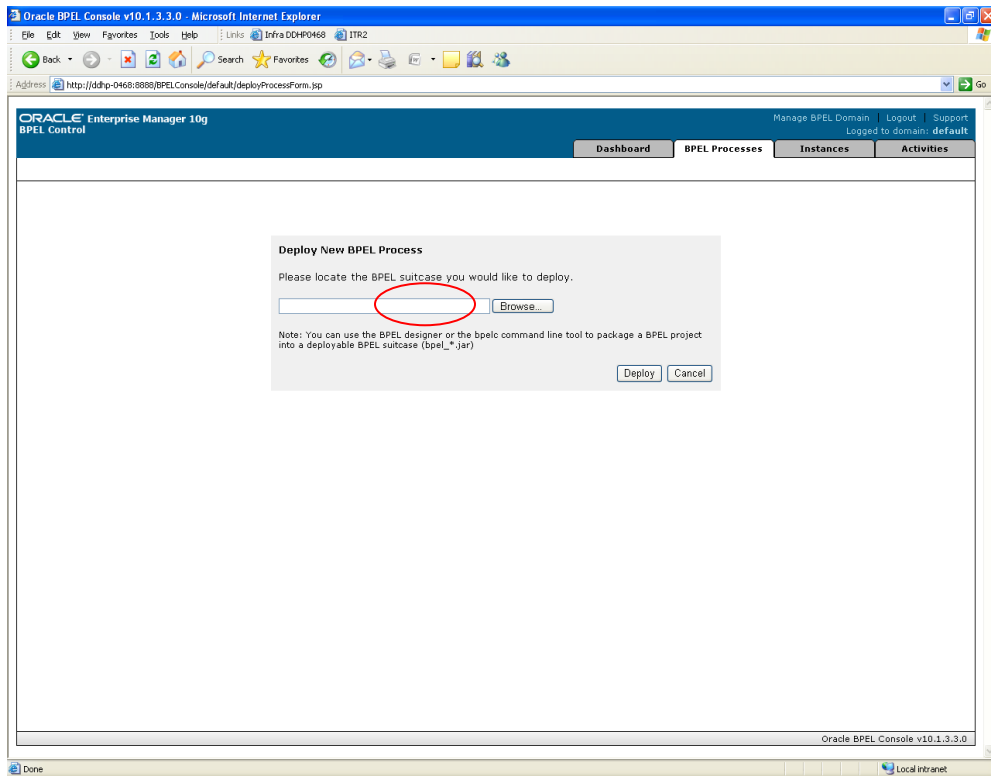 Oracle BPEL Console v10.1.3.3.0 - Microsoft Internet Explorer
File Edit View Favorites Tools Help Links Infra DDHP0468 ITR2
Back Search Favorites
Address http://ddhp-0468:8888/BPELConsole/default/deployProcessForm.jsp Go
ORACLE Enterprise Manager 10g
BPEL Control
Manage BPEL Domain | Logout | Support
Logged to domain: default
Dashboard BPEL Processes Instances Activities
Deploy New BPEL Process
Please locate the BPEL suitcase you would like to deploy.
Browse...
Note: You can use the BPEL designer or the bpelc command line tool to package a BPEL project
into a deployable BPEL suitcase (bpel_*.jar)
Deploy Cancel
Oracle BPEL Console v10.1.3.3.0
Done Local intranet